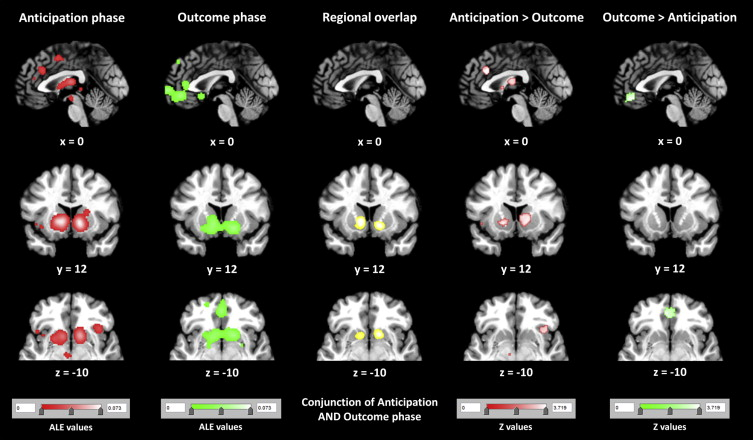 Anticipation phase Outcome phase Regional overlap Anticipation > Outcome Outcome > Anticipation
x = 0 x = 0 x = 0 x = 0 x = 0
y = 12 y = 12 y = 12 y = 12 y = 12
z = -10 z = -10 z = -10 z = -10 z = -10
0 0.073 0 0.073 Conjunction of Anticipation 0 3.719 0 3.719
ALE values ALE values AND Outcome phase Z values Z values